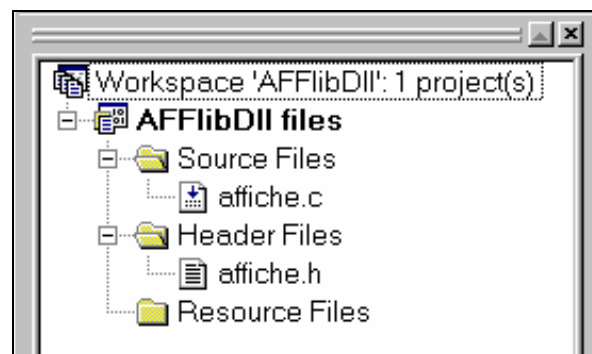 Workspace 'AFFlibDll': 1 project(s)
AFFlibDll files
Source Files
affiche.c
Header Files
affiche.h
Resource Files